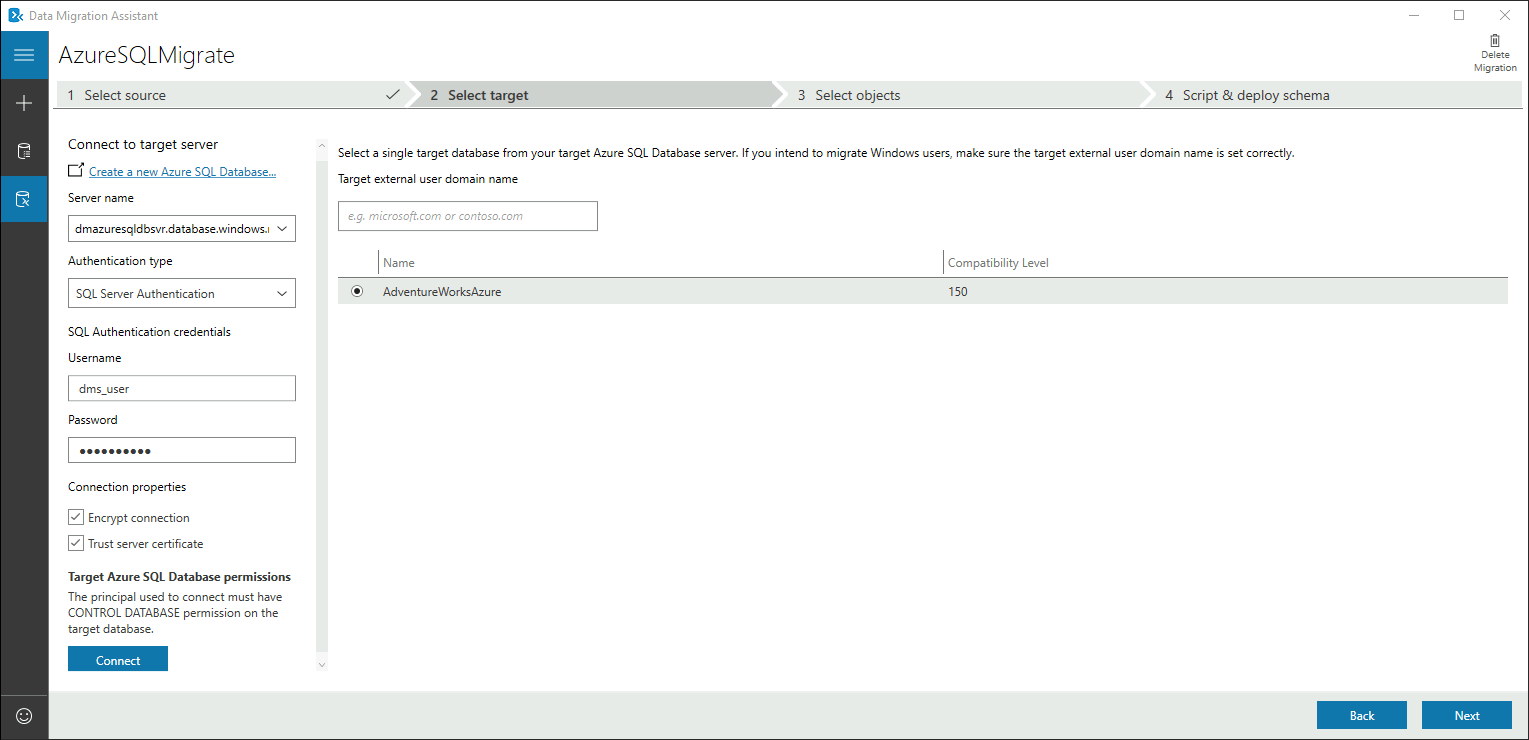 Data Migration Assistant
AzureSQLMigrate
Delete
Migration
1 Select source
2 Select target
3 Select objects
4 Script & deploy schema
Connect to target server
Create a new Azure SQL Database...
Server name
dmazuresqldbsvr.database.windows.
Authentication type
SQL Server Authentication
SQL Authentication credentials
Username
dms_user
Password
●●●●●●●●●●
Connection properties
Encrypt connection
Trust server certificate
Target Azure SQL Database permissions
The principal used to connect must have
CONTROL DATABASE permission on the
target database.
Connect
Select a single target database from your target Azure SQL Database server. If you intend to migrate Windows users, make sure the target external user domain name is set correctly.
Target external user domain name
e.g. microsoft.com or contoso.com
Name
Compatibility Level
AdventureWorksAzure
150
Back
Next